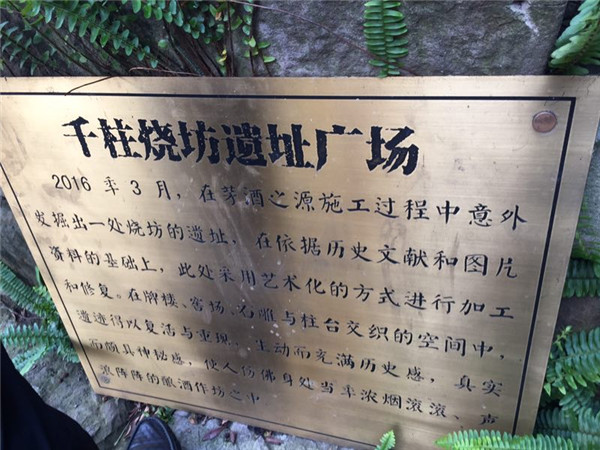 千柱烧坊遗址广场
2016 年 3 月，在茅酒之源施工过程中意外
发掘出一处烧坊的遗址，在依据历史文献和图片
资料的基础上，此处采用艺术化的方式进行加工
和修复。在牌楼、窖场、石雕与柱台交织的空间中，
遗迹得以复活与重现，生动而充满历史感，真实
而颇具神秘感，使人仿佛身处当年浓烟滚滚、声
浪阵阵的酿酒作坊之中